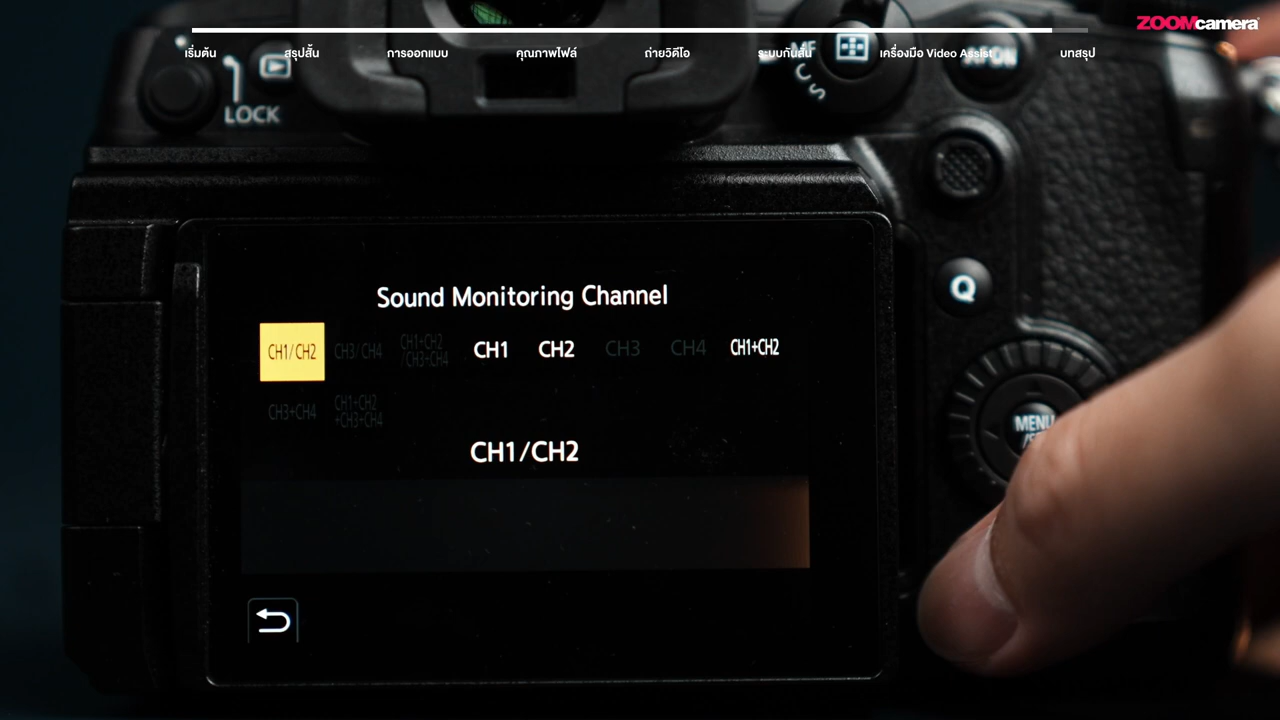 ZOOMcamera
เริ่มต้น
สรุปสั้น
การออกแบบ
คุณภาพไฟล์
ถ่ายวิดีโอ
ระบบกันสั่น
เครื่องมือ Video Assist
บทสรุป
LOCK
MF
C
S
Q
MENU
Sound Monitoring Channel
CH1/CH2 CH3/CH4 CH1+CH2 /CH3+CH4 CH1 CH2 CH3 CH4 CH1+CH2
CH3+CH4 CH1+CH2 +CH3+CH4
CH1/CH2